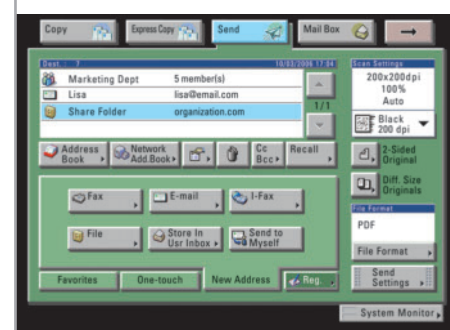 Copy
Express Copy
Send
Mail Box
Dest. : 7
10/03/2006 17:04
Marketing Dept 5 member(s)
Lisa lisa@email.com
Share Folder organization.com
1/1
Address Book
Network Add.Book
Cc Bcc
Recall
Fax
E-mail
I-Fax
File
Store In Usr Inbox
Send to Myself
Favorites
One-touch
New Address
Reg.
Scan Settings
200x200dpi
100%
Auto
Black
200 dpi
2-Sided
Original
Diff. Size
Originals
File Format
PDF
File Format
Send
Settings
System Monitor